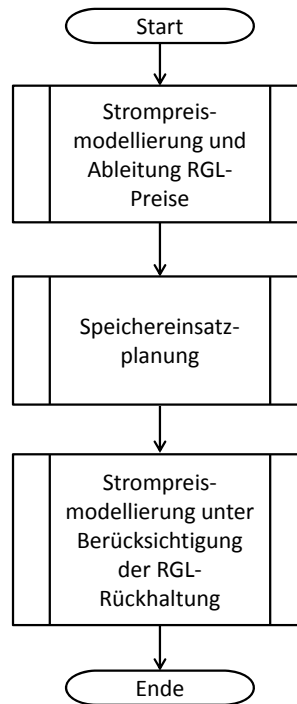 Start
Strompreis-
modellierung und
Ableitung RGL-
Preise
Speichereinsatz-
planung
Strompreis-
modellierung unter
Berücksichtigung
der RGL-
Rückhaltung
Ende